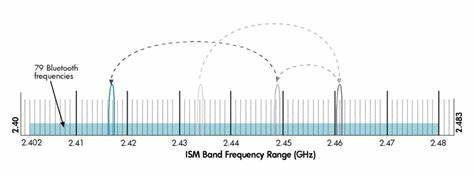 79 Bluetooth
frequencies
2.40
2.483
2.402 2.41 2.42 2.43 2.44 2.45 2.46 2.47 2.48
ISM Band Frequency Range (GHz)